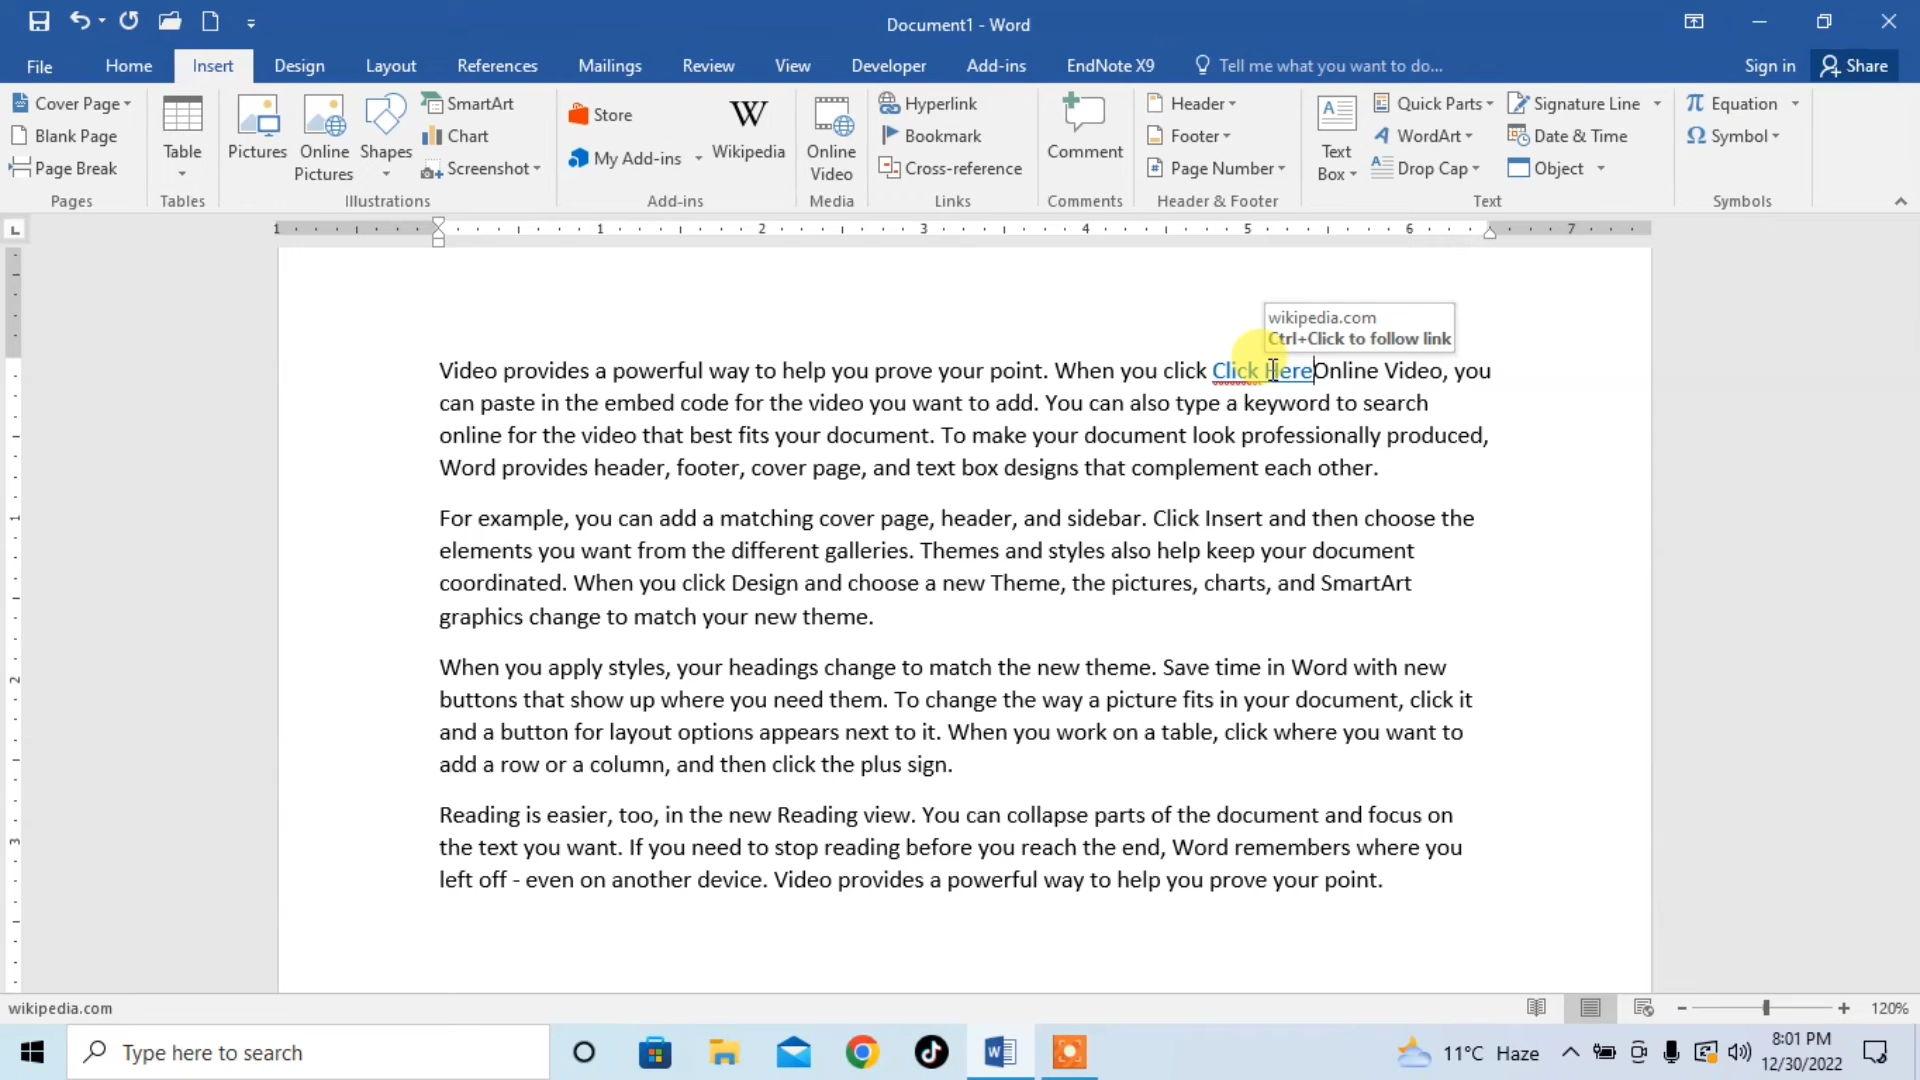 Document1 - Word
File Home Insert Design Layout References Mailings Review View Developer Add-ins EndNote X9 Tell me what you want to do... Sign in Share
Cover Page
Blank Page
Page Break
Pages
Table
Tables
Pictures
Online
Pictures
Shapes
SmartArt
Chart
Screenshot
Illustrations
Store
My Add-ins
W
Wikipedia
Add-ins
Online
Video
Media
Hyperlink
Bookmark
Cross-reference
Links
Comment
Comments
Header
Footer
Page Number
Header & Footer
Text
Box
Quick Parts
WordArt
Drop Cap
Signature Line
Date & Time
Object
Text
Equation
Symbol
Symbols
L
1 1 2 3 4 5 6 7
1
2
3
wikipedia.com
Ctrl+Click to follow link
Video provides a powerful way to help you prove your point. When you click Click HereOnline Video, you
can paste in the embed code for the video you want to add. You can also type a keyword to search
online for the video that best fits your document. To make your document look professionally produced,
Word provides header, footer, cover page, and text box designs that complement each other.
For example, you can add a matching cover page, header, and sidebar. Click Insert and then choose the
elements you want from the different galleries. Themes and styles also help keep your document
coordinated. When you click Design and choose a new Theme, the pictures, charts, and SmartArt
graphics change to match your new theme.
When you apply styles, your headings change to match the new theme. Save time in Word with new
buttons that show up where you need them. To change the way a picture fits in your document, click it
and a button for layout options appears next to it. When you work on a table, click where you want to
add a row or a column, and then click the plus sign.
Reading is easier, too, in the new Reading view. You can collapse parts of the document and focus on
the text you want. If you need to stop reading before you reach the end, Word remembers where you
left off - even on another device. Video provides a powerful way to help you prove your point.
wikipedia.com
120%
Type here to search
11°C Haze
8:01 PM
12/30/2022